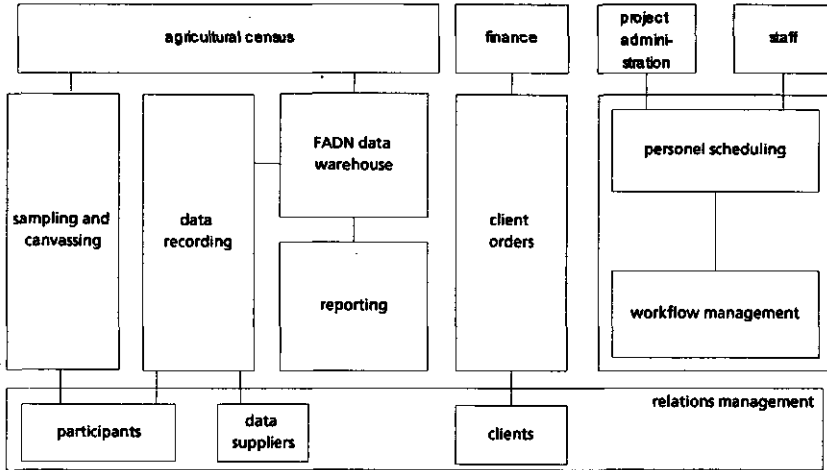 agricultural census
finance
project
admini-
stration
staff
sampling and
canvassing
data
recording
FADN data
warehouse
reporting
client
orders
personel scheduling
workflow management
relations management
participants
data
suppliers
clients